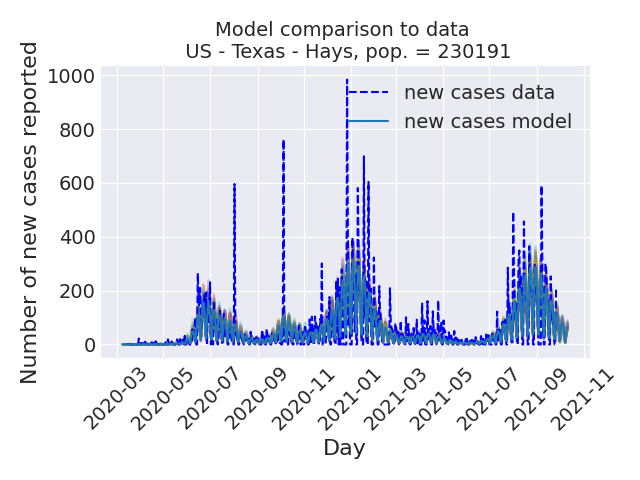 Model comparison to data
US - Texas - Hays, pop. = 230191
Number of new cases reported
1000
800
600
400
200
0
new cases data
new cases model
2020-03
2020-05
2020-07
2020-09
2020-11
2021-01
2021-03
2021-05
2021-07
2021-09
2021-11
Day